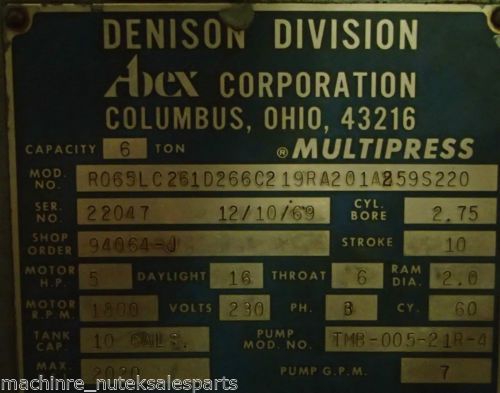 DENISON DIVISION
Abex CORPORATION
COLUMBUS, OHIO, 43216
CAPACITY 6 TON ® MULTIPRESS
MOD. NO. R065LC261D266C219RA201A259S220
SER. NO. 22047 12/10/69 CYL. BORE 2.75
SHOP ORDER 94064-J STROKE 10
MOTOR H.P. 5 DAYLIGHT 16 THROAT 6 RAM DIA. 2.0
MOTOR R.P.M. 1800 VOLTS 230 PH. 3 CY. 60
TANK CAP. 10 GALS. PUMP MOD. NO. TMB-005-21R-4
MAX. PUMP G.P.M. 7
machinre_nuteksalesparts